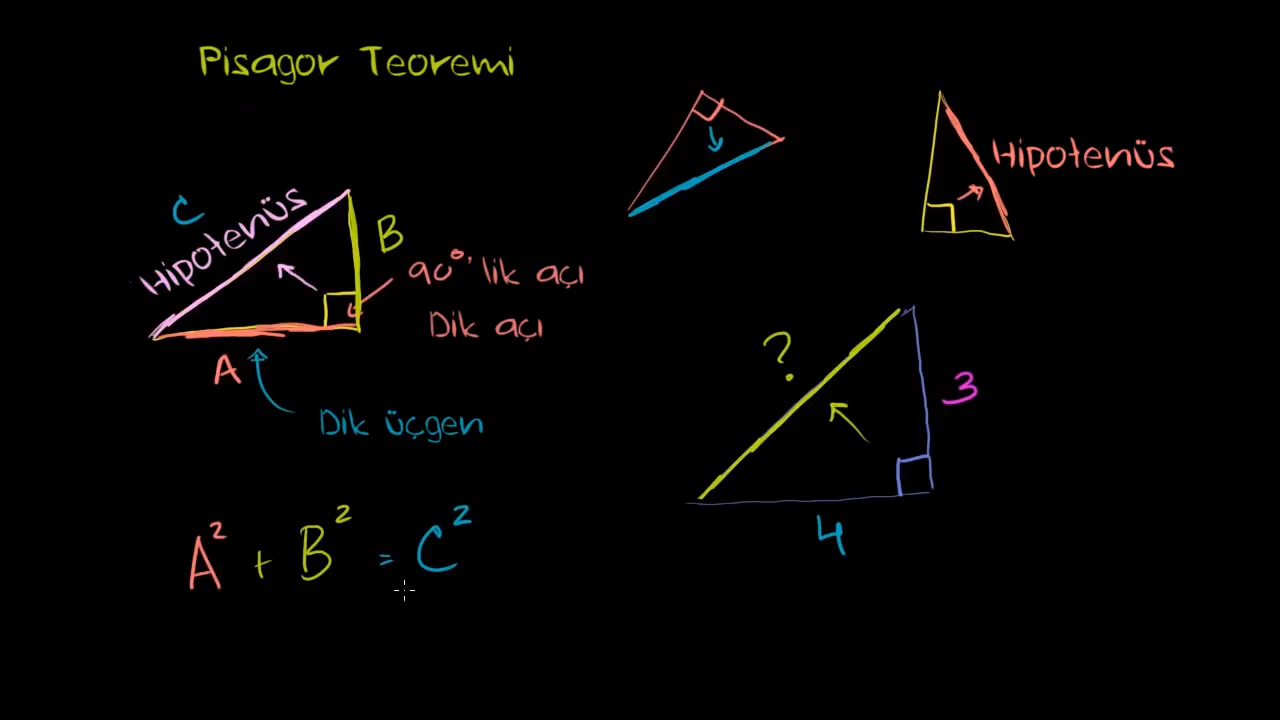 Pisagor Teoremi
C
Hipotenüs
B
90°'lik açı
Dik açı
A
Dik üçgen
A² + B² = C²
Hipotenüs
?
3
4